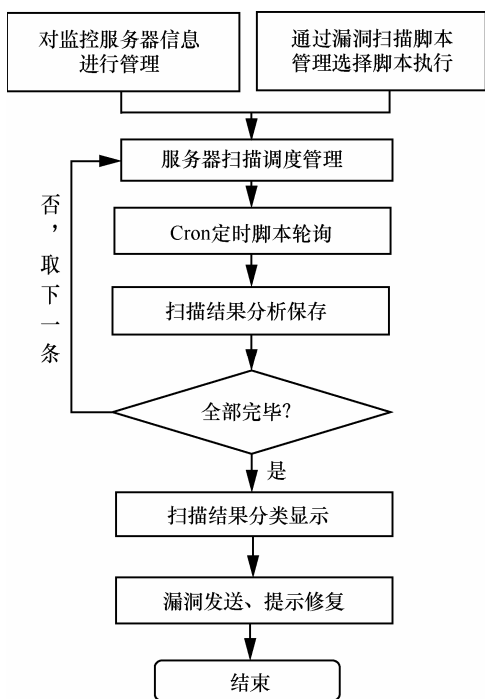 对监控服务器信息
进行管理
通过漏洞扫描脚本
管理选择脚本执行
服务器扫描调度管理
Cron定时脚本轮询
扫描结果分析保存
否，取下一条
全部完毕?
是
扫描结果分类显示
漏洞发送、提示修复
结束